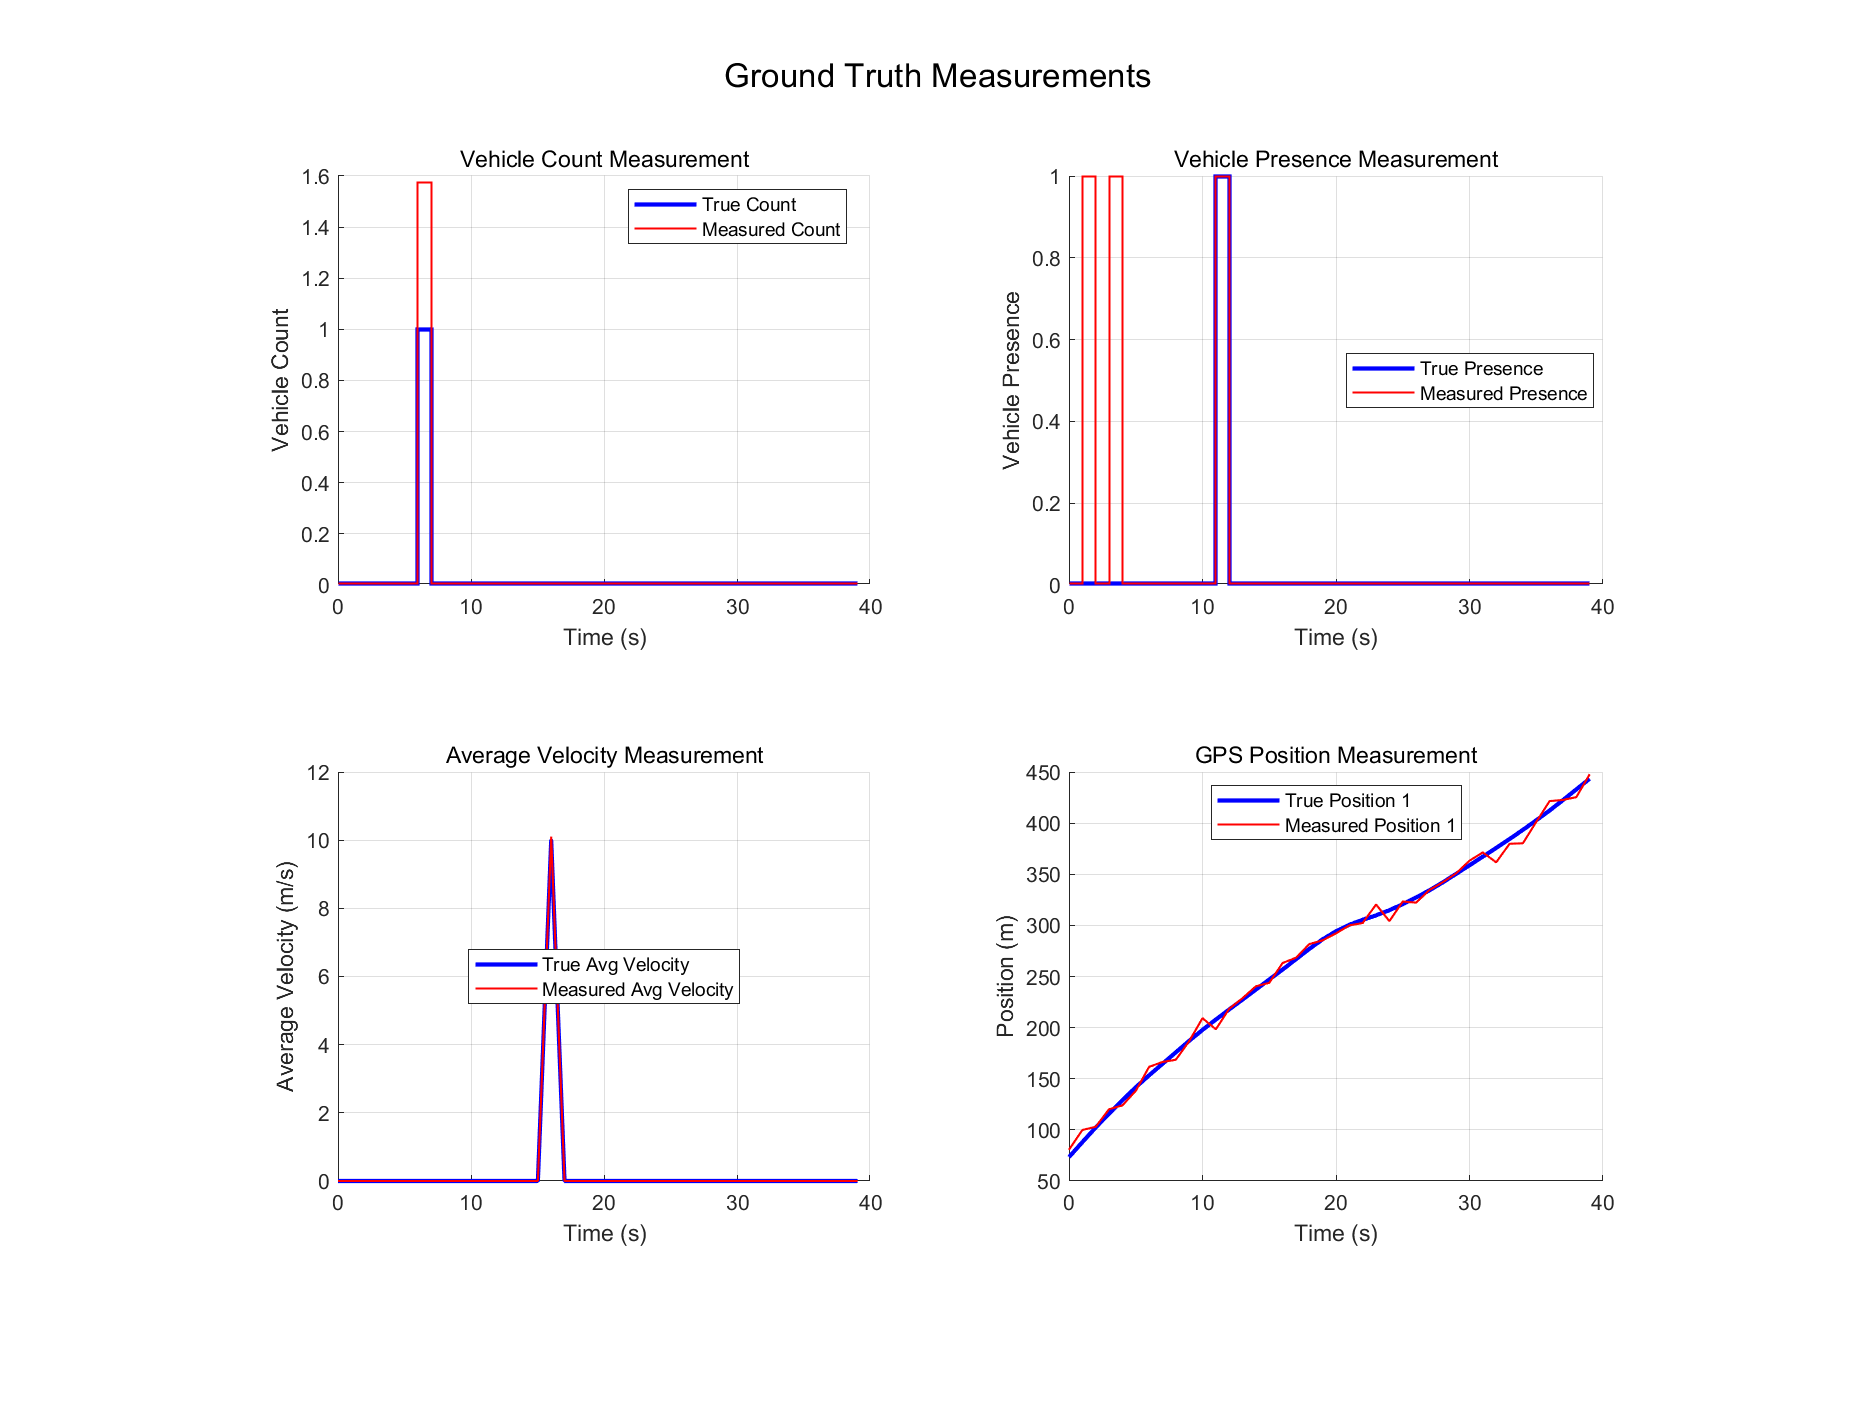 Ground Truth Measurements
Vehicle Count Measurement
1.6
1.4
1.2
1
0.8
0.6
0.4
0.2
0
Vehicle Count
True Count
Measured Count
0 10 20 30 40
Time (s)
Vehicle Presence Measurement
1
0.8
0.6
0.4
0.2
0
Vehicle Presence
True Presence
Measured Presence
0 10 20 30 40
Time (s)
Average Velocity Measurement
12
10
8
6
4
2
0
Average Velocity (m/s)
True Avg Velocity
Measured Avg Velocity
0 10 20 30 40
Time (s)
GPS Position Measurement
450
400
350
300
250
200
150
100
50
Position (m)
True Position 1
Measured Position 1
0 10 20 30 40
Time (s)